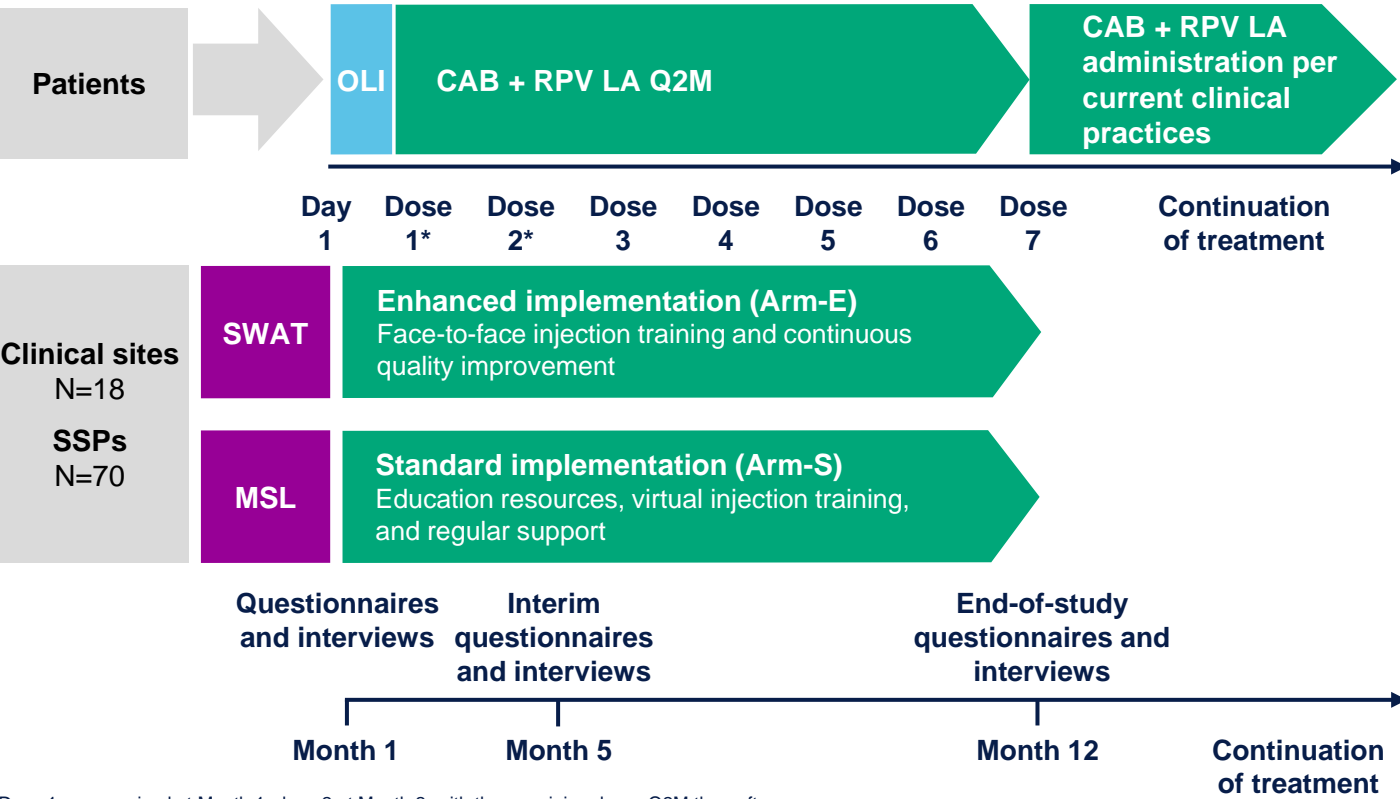 Patients
OLI
CAB + RPV LA Q2M
CAB + RPV LA
administration per
current clinical
practices
Day
1
Dose
1*
Dose
2*
Dose
3
Dose
4
Dose
5
Dose
6
Dose
7
Continuation
of treatment
Clinical sites
N=18
SSPs
N=70
SWAT
Enhanced implementation (Arm-E)
Face-to-face injection training and continuous
quality improvement
MSL
Standard implementation (Arm-S)
Education resources, virtual injection training,
and regular support
Questionnaires
and interviews
Interim
questionnaires
and interviews
End-of-study
questionnaires and
interviews
Month 1
Month 5
Month 12
Continuation
of treatment